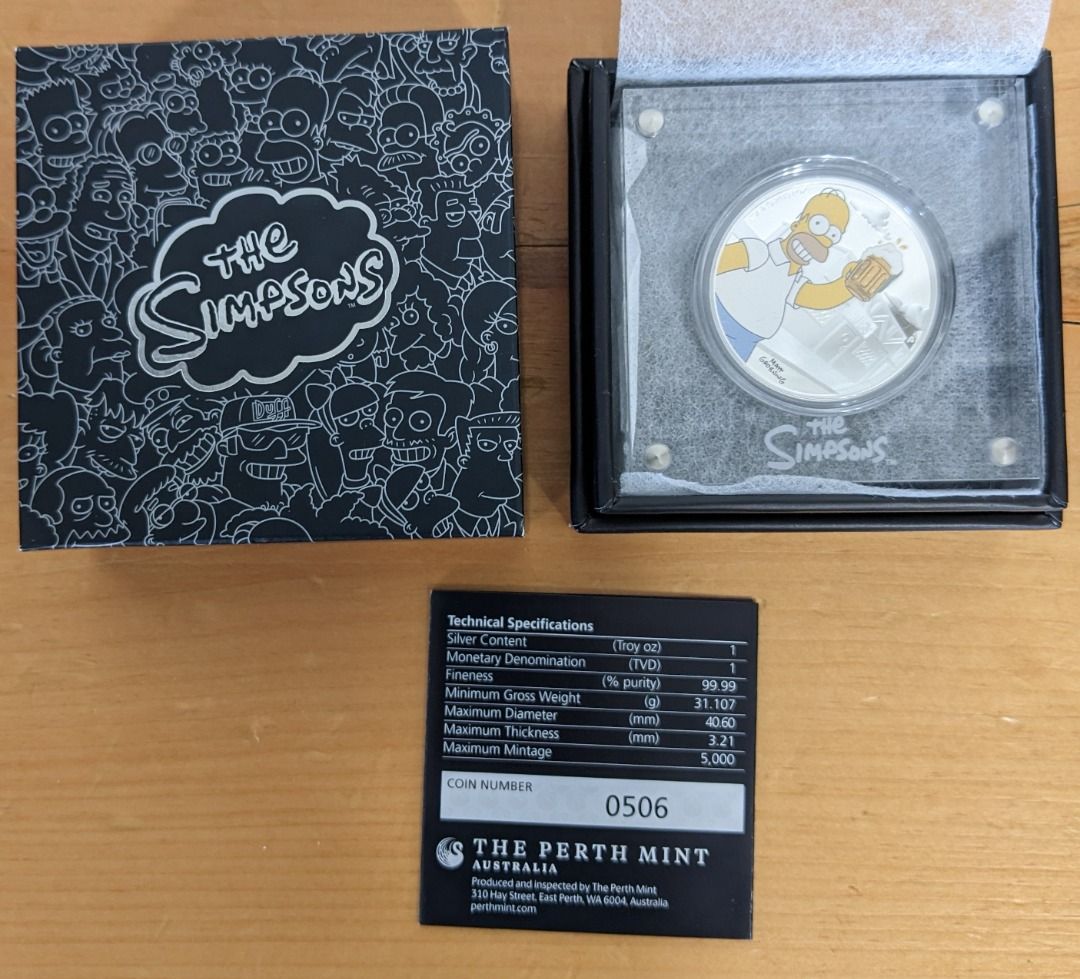 THE
SIMPSONS™
Duff
MATT
GROENING
THE
SIMPSONS™
Technical Specifications
Silver Content (Troy oz) 1
Monetary Denomination (TVD) 1
Fineness (% purity) 99.99
Minimum Gross Weight (g) 31.107
Maximum Diameter (mm) 40.60
Maximum Thickness (mm) 3.21
Maximum Mintage 5,000
COIN NUMBER
0506
THE PERTH MINT
AUSTRALIA
Produced and inspected by The Perth Mint
310 Hay Street, East Perth, WA 6004, Australia
perthmint.com